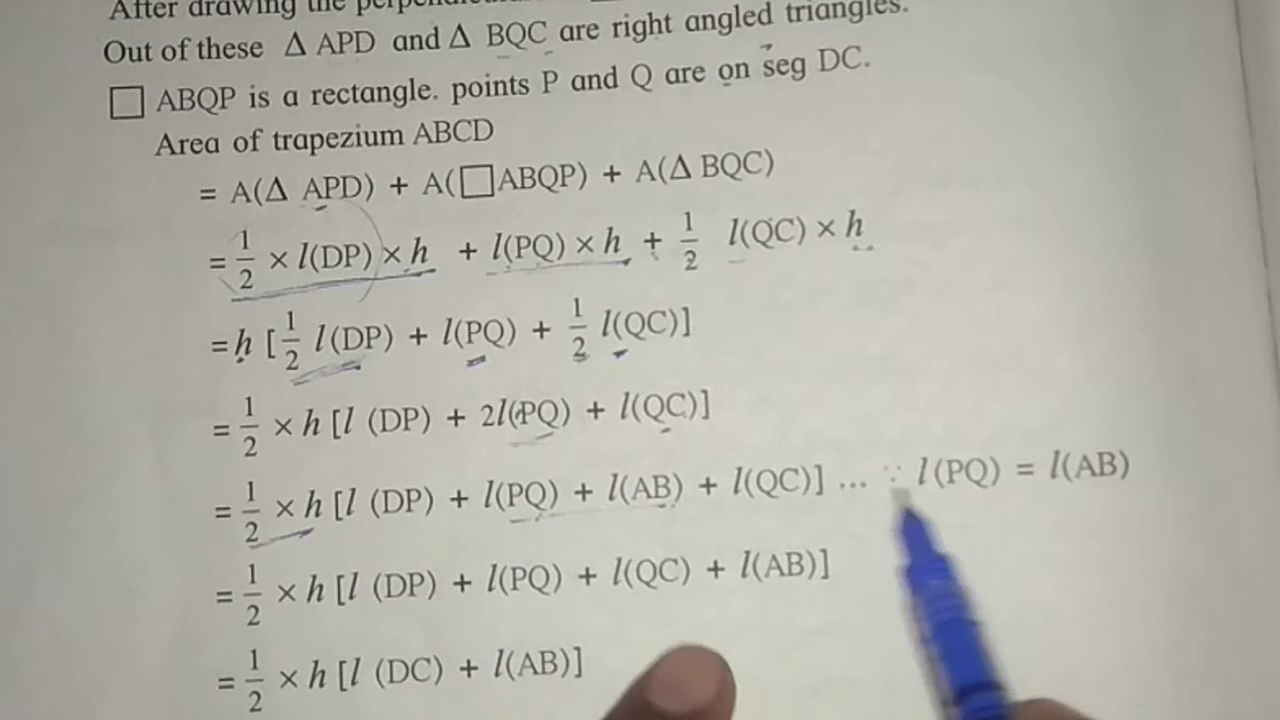 After drawing the
Out of these Δ APD and Δ BQC are right angled triangles.
□ ABQP is a rectangle. points P and Q are on seg DC.
Area of trapezium ABCD
= A(Δ APD) + A(□ABQP) + A(Δ BQC)
= 1/2 × l(DP) × h + l(PQ) × h + 1/2 l(QC) × h
= h [1/2 l(DP) + l(PQ) + 1/2 l(QC)]
= 1/2 × h [l (DP) + 2l(PQ) + l(QC)]
= 1/2 × h [l (DP) + l(PQ) + l(AB) + l(QC)] ... ∵ l(PQ) = l(AB)
= 1/2 × h [l (DP) + l(PQ) + l(QC) + l(AB)]
= 1/2 × h [l (DC) + l(AB)]